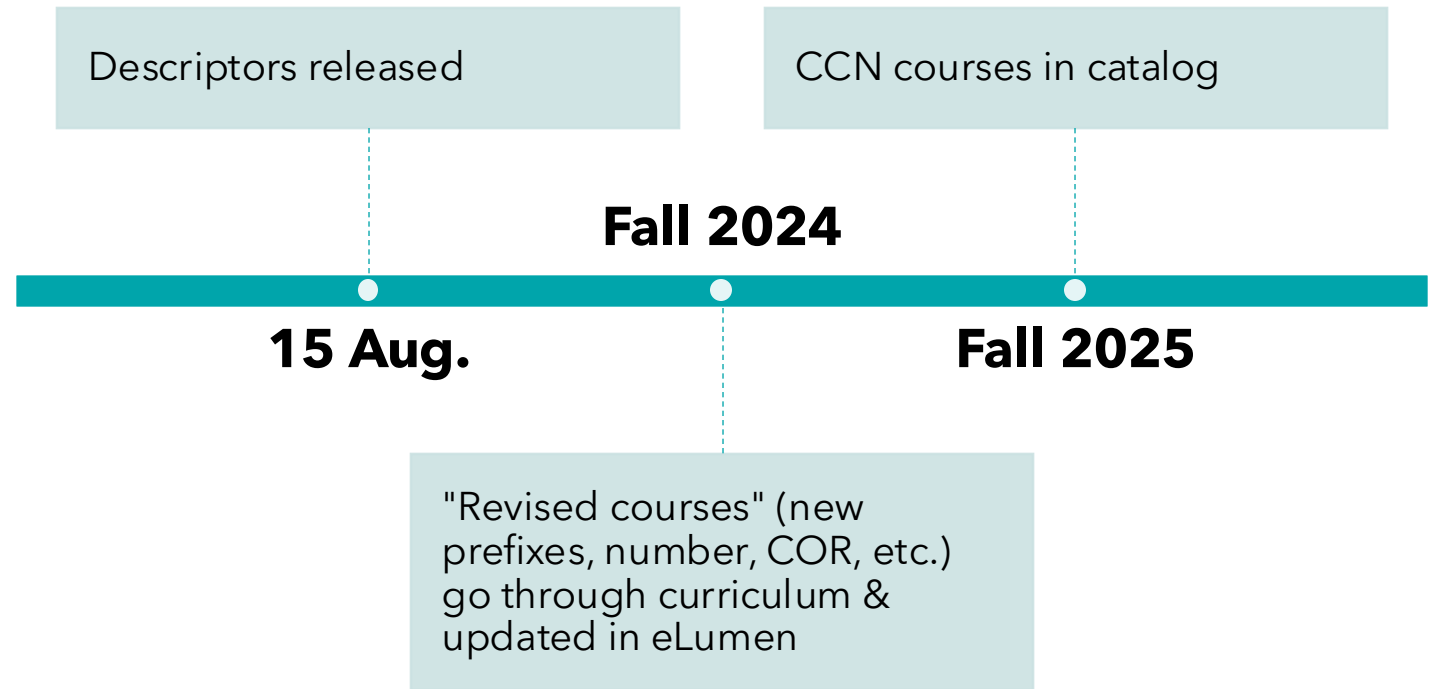 Descriptors released
CCN courses in catalog
Fall 2024
15 Aug.
Fall 2025
"Revised courses" (new
prefixes, number, COR, etc.)
go through curriculum &
updated in eLumen